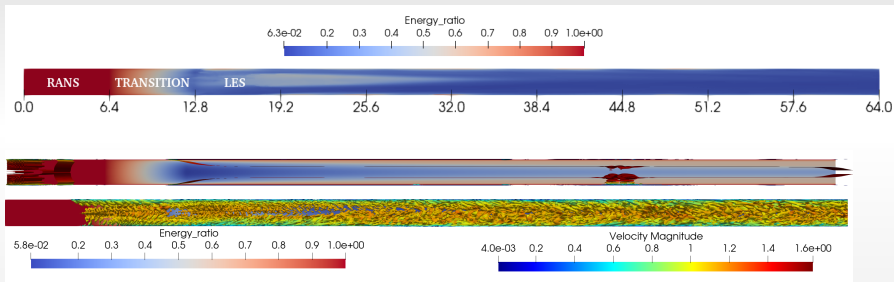 Energy_ratio
6.3e-02 0.2 0.3 0.4 0.5 0.6 0.7 0.8 0.9 1.0e+00
RANS TRANSITION LES
0.0 6.4 12.8 19.2 25.6 32.0 38.4 44.8 51.2 57.6 64.0
Energy_ratio
5.8e-02 0.2 0.3 0.4 0.5 0.6 0.7 0.8 0.9 1.0e+00
Velocity Magnitude
4.0e-03 0.2 0.4 0.6 0.8 1 1.2 1.4 1.6e+00